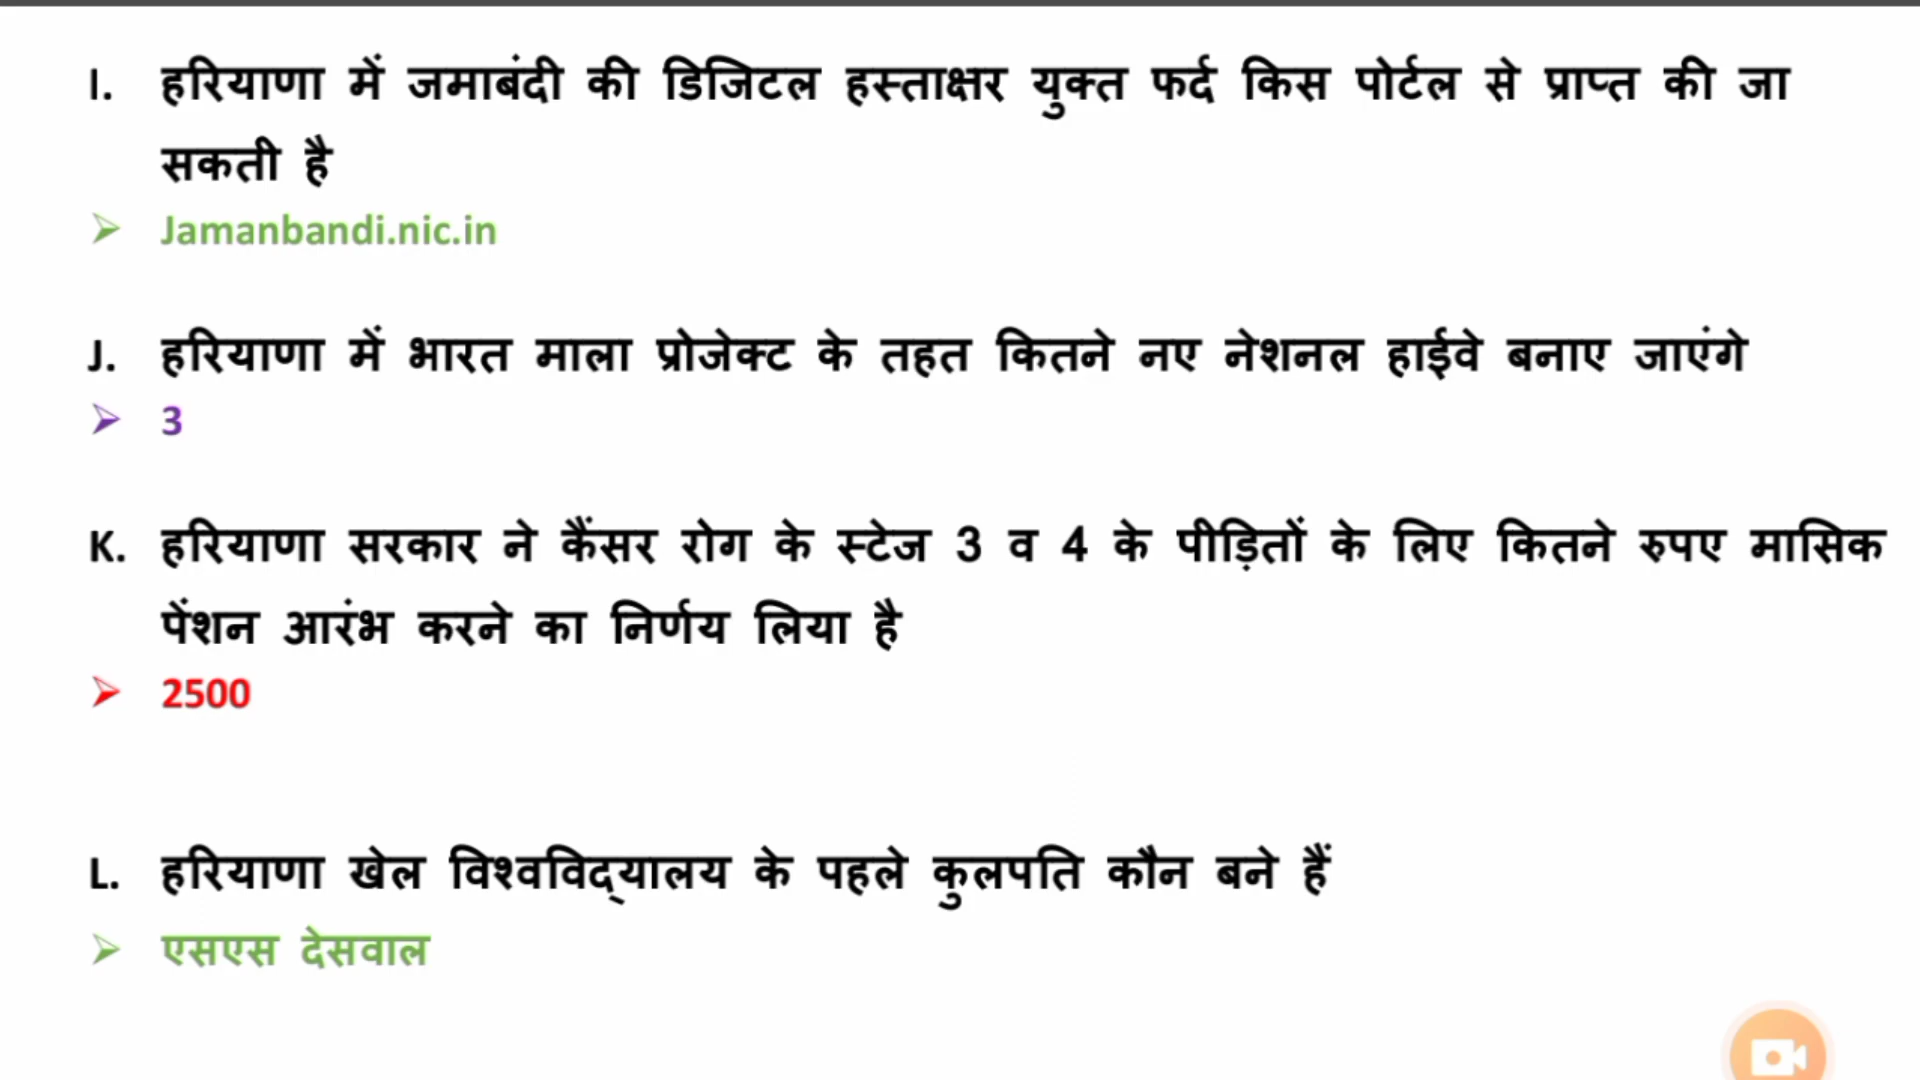 I. हरियाणा में जमाबंदी की डिजिटल हस्ताक्षर युक्त फर्द किस पोर्टल से प्राप्त की जा
सकती है
➢ Jamanbandi.nic.in
J. हरियाणा में भारत माला प्रोजेक्ट के तहत कितने नए नेशनल हाईवे बनाए जाएंगे
➢ 3
K. हरियाणा सरकार ने कैंसर रोग के स्टेज 3 व 4 के पीड़ितों के लिए कितने रुपए मासिक
पेंशन आरंभ करने का निर्णय लिया है
➢ 2500
L. हरियाणा खेल विश्वविद्यालय के पहले कुलपति कौन बने हैं
➢ एसएस देसवाल